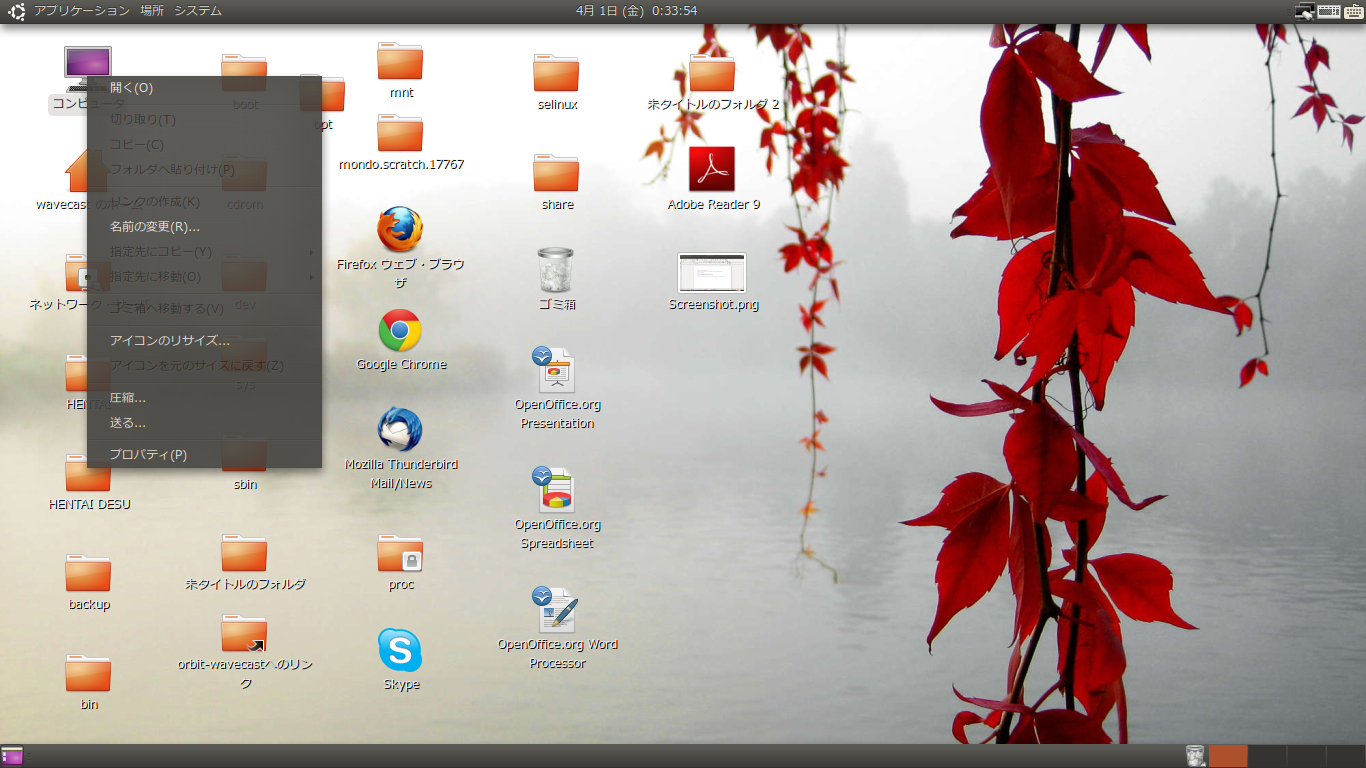 アプリケーション 場所 システム
4月 1日 (金) 0:33:54
コンピュータ
開く(O)
切り取り(T)
コピー(C)
フォルダへ貼り付け(P)
リンクの作成(K)
名前の変更(R)...
指定先にコピー(Y)
指定先に移動(O)
ゴミ箱へ移動する(V)
アイコンのリサイズ...
アイコンを元のサイズに戻す(Z)
圧縮...
送る...
プロパティ(P)
wavecast のホーム
ネットワーク・サーバ
HENTAI
HENTAI DESU
backup
bin
boot
cdrom
dev
sys
sbin
未タイトルのフォルダ
orbit-wavecastへのリン
ク
opt
mnt
mondo.scratch.17767
Firefox ウェブ・ブラウ
ザ
Google Chrome
Mozilla Thunderbird
Mail/News
proc
Skype
selinux
share
ゴミ箱
OpenOffice.org
Presentation
OpenOffice.org
Spreadsheet
OpenOffice.org Word
Processor
未タイトルのフォルダ 2
Adobe Reader 9
Screenshot.png